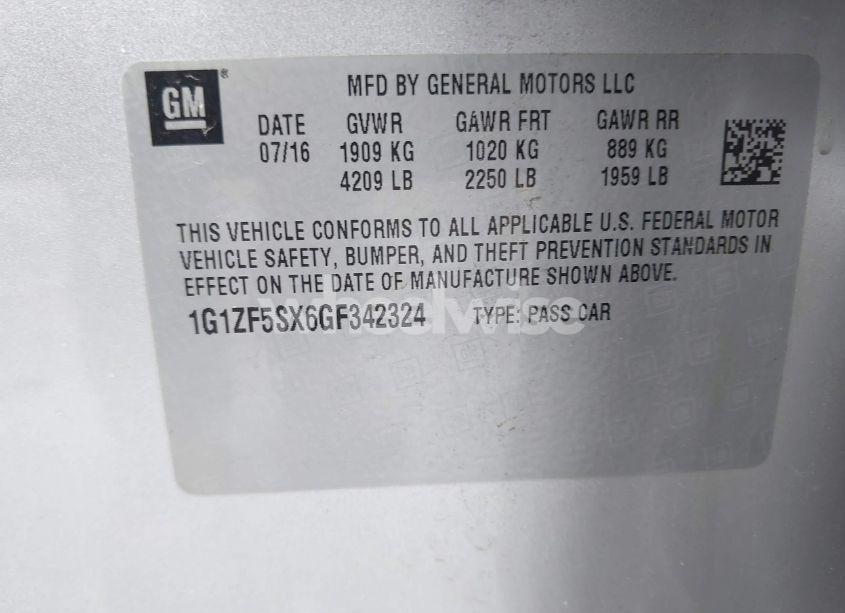 GM ®
MFD BY GENERAL MOTORS LLC
DATE GVWR GAWR FRT GAWR RR
07/16 1909 KG 1020 KG 889 KG
4209 LB 2250 LB 1959 LB
THIS VEHICLE CONFORMS TO ALL APPLICABLE U.S. FEDERAL MOTOR
VEHICLE SAFETY, BUMPER, AND THEFT PREVENTION STANDARDS IN
EFFECT ON THE DATE OF MANUFACTURE SHOWN ABOVE.
wheelwise
1G1ZF5SX6GF342324 TYPE: PASS CAR